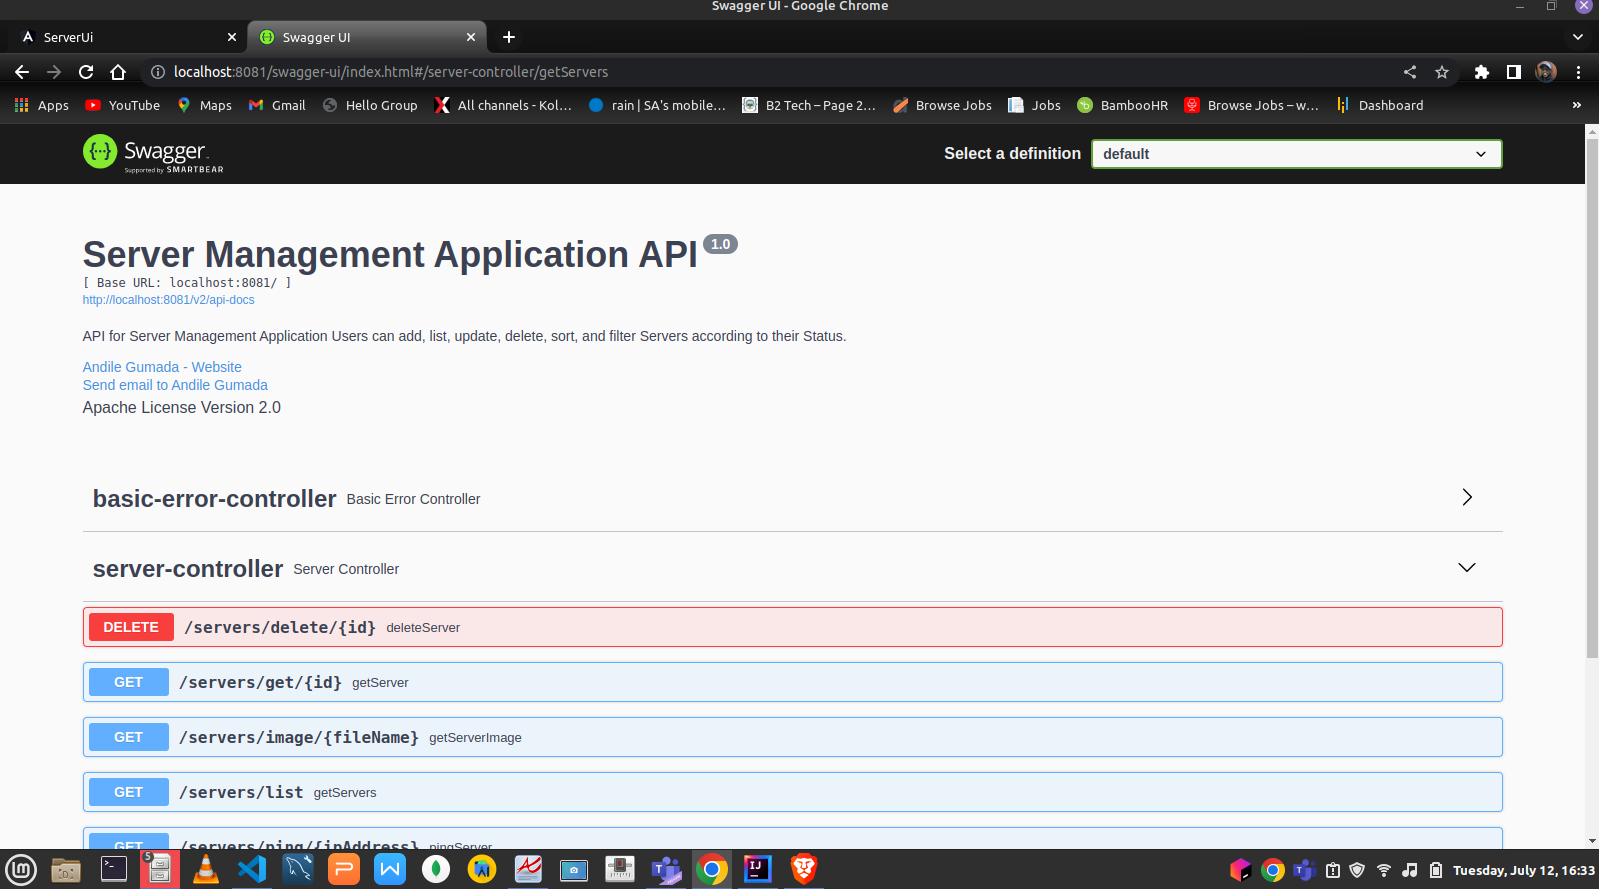 Swagger UI - Google Chrome
ServerUi
Swagger UI
localhost:8081/swagger-ui/index.html#/server-controller/getServers
Apps YouTube Maps Gmail Hello Group All channels - Kol... rain | SA's mobile... B2 Tech – Page 2... Browse Jobs Jobs BambooHR Browse Jobs – w... Dashboard »
Swagger
Supported by SMARTBEAR
Select a definition default
Server Management Application API 1.0
[ Base URL: localhost:8081/ ]
http://localhost:8081/v2/api-docs
API for Server Management Application Users can add, list, update, delete, sort, and filter Servers according to their Status.
Andile Gumada - Website
Send email to Andile Gumada
Apache License Version 2.0
basic-error-controller Basic Error Controller
server-controller Server Controller
DELETE /servers/delete/{id} deleteServer
GET /servers/get/{id} getServer
GET /servers/image/{fileName} getServerImage
GET /servers/list getServers
GET /servers/ping/{ipAddress} pingServer
5
Tuesday, July 12, 16:33